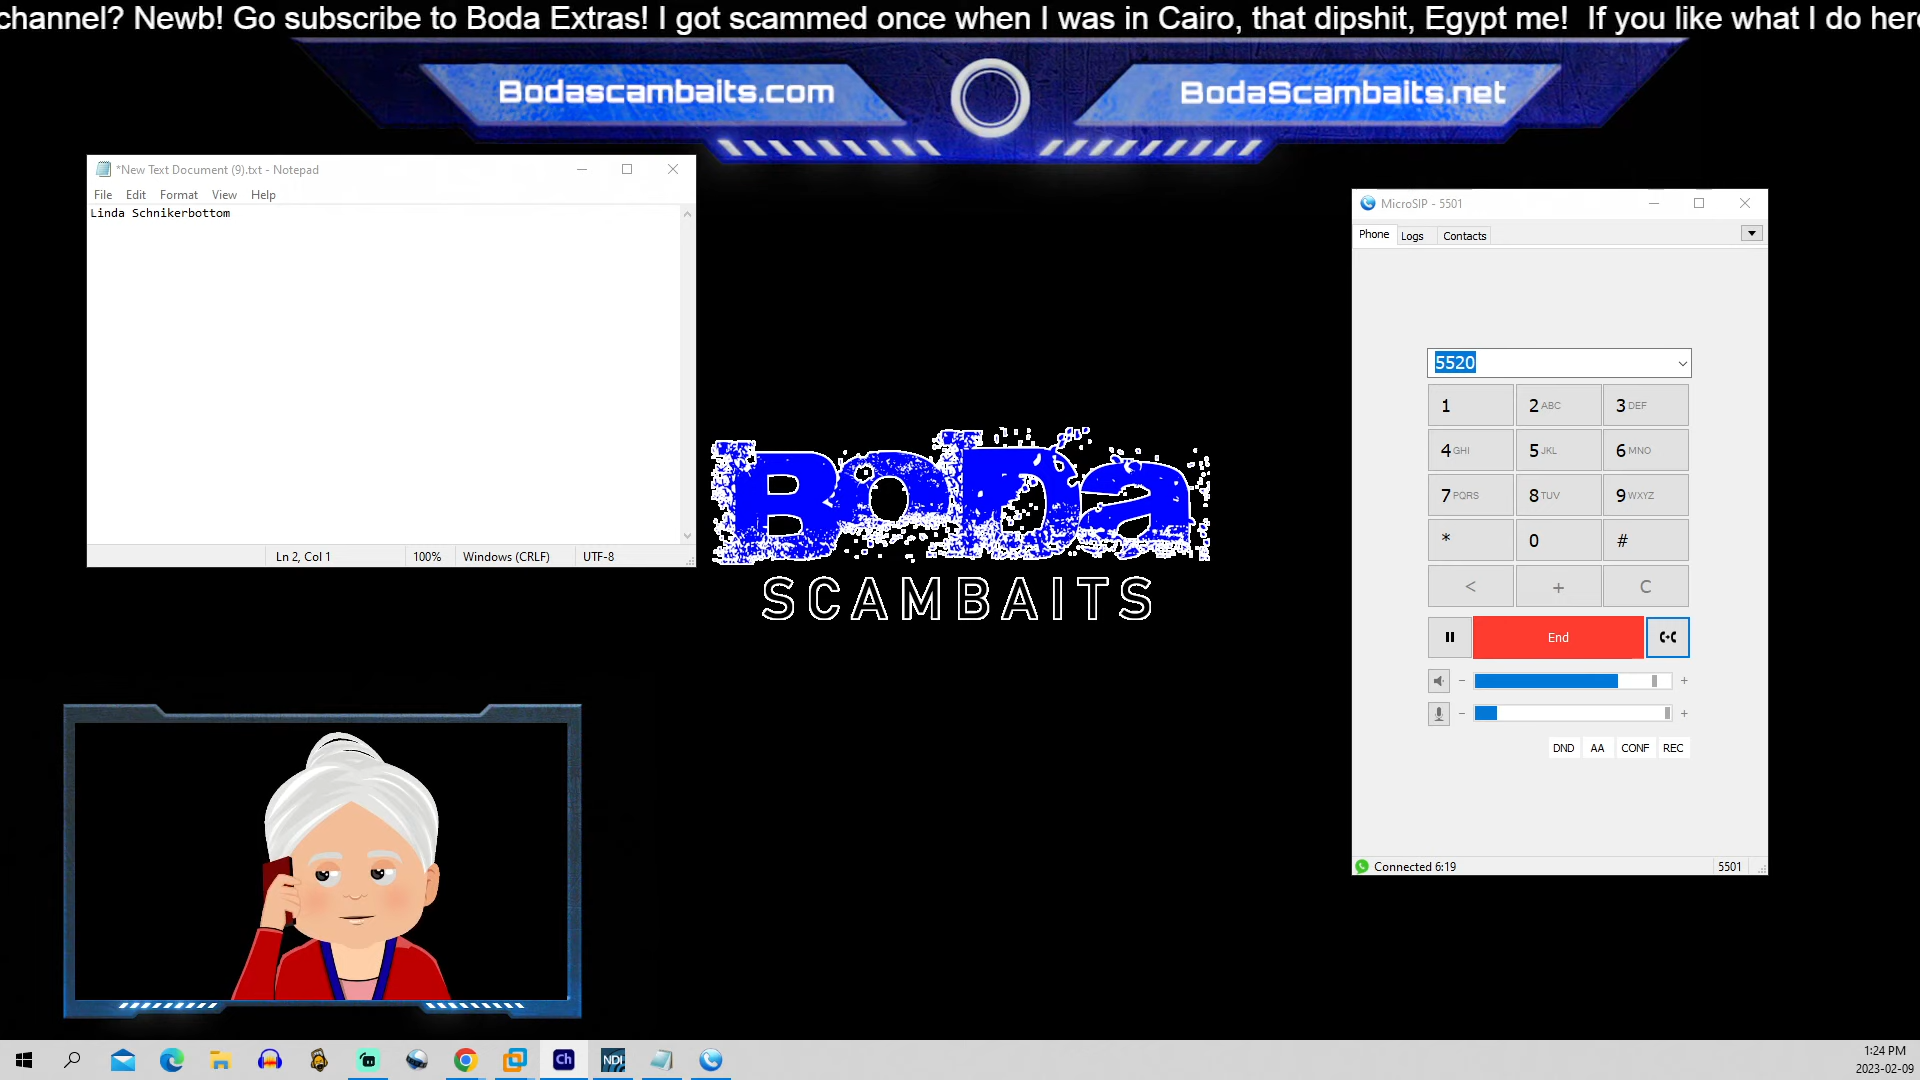 channel? Newb! Go subscribe to Boda Extras! I got scammed once when I was in Cairo, that dipshit, Egypt me!  If you like what I do here
Bodascambaits.com
BodaScambaits.net
*New Text Document (9).txt - Notepad
File Edit Format View Help
Linda Schnikerbottom
Ln 2, Col 1 100% Windows (CRLF) UTF-8
MicroSIP - 5501
Phone Logs Contacts
5520
1 2 ABC 3 DEF
4 GHI 5 JKL 6 MNO
7 PQRS 8 TUV 9 WXYZ
* 0 #
< + C
End
- +
- +
DND AA CONF REC
Connected 6:19 5501
BoDa
SCAMBAITS
Ch NDI
1:24 PM
2023-02-09